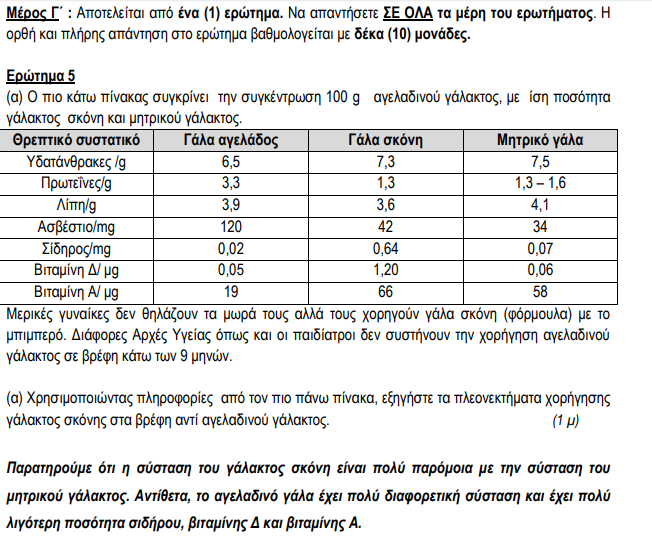 Μέρος Γ΄ : Αποτελείται από ένα (1) ερώτημα. Να απαντήσετε ΣΕ ΟΛΑ τα μέρη του ερωτήματος. Η
ορθή και πλήρης απάντηση στο ερώτημα βαθμολογείται με δέκα (10) μονάδες.
Ερώτημα 5
(α) Ο πιο κάτω πίνακας συγκρίνει την συγκέντρωση 100 g αγελαδινού γάλακτος, με ίση ποσότητα
γάλακτος σκόνη και μητρικού γάλακτος.
Θρεπτικό συστατικό Γάλα αγελάδος Γάλα σκόνη Μητρικό γάλα
Υδατάνθρακες /g 6,5 7,3 7,5
Πρωτεΐνες/g 3,3 1,3 1,3 – 1,6
Λίπη/g 3,9 3,6 4,1
Ασβέστιο/mg 120 42 34
Σίδηρος/mg 0,02 0,64 0,07
Βιταμίνη Δ/ μg 0,05 1,20 0,06
Βιταμίνη Α/ μg 19 66 58
Μερικές γυναίκες δεν θηλάζουν τα μωρά τους αλλά τους χορηγούν γάλα σκόνη (φόρμουλα) με το
μπιμπερό. Διάφορες Αρχές Υγείας όπως και οι παιδίατροι δεν συστήνουν την χορήγηση αγελαδινού
γάλακτος σε βρέφη κάτω των 9 μηνών.
(α) Χρησιμοποιώντας πληροφορίες από τον πιο πάνω πίνακα, εξηγήστε τα πλεονεκτήματα χορήγησης
γάλακτος σκόνης στα βρέφη αντί αγελαδινού γάλακτος. (1 μ)
Παρατηρούμε ότι η σύσταση του γάλακτος σκόνη είναι πολύ παρόμοια με την σύσταση του
μητρικού γάλακτος. Αντίθετα, το αγελαδινό γάλα έχει πολύ διαφορετική σύσταση και έχει πολύ
λιγότερη ποσότητα σιδήρου, βιταμίνης Δ και βιταμίνης Α.